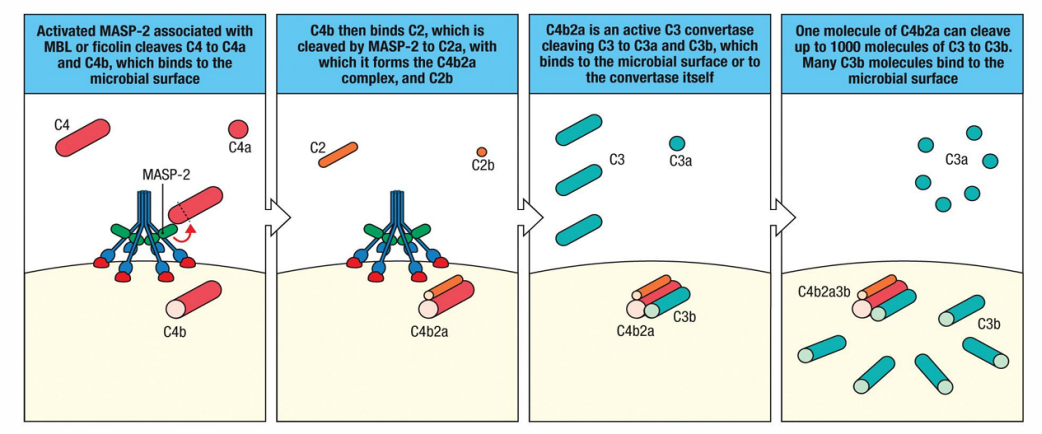 Activated MASP-2 associated with
MBL or ficolin cleaves C4 to C4a
and C4b, which binds to the
microbial surface
C4
C4a
MASP-2
C4b
C4b then binds C2, which is
cleaved by MASP-2 to C2a, with
which it forms the C4b2a
complex, and C2b
C2
C2b
C4b2a
C4b2a is an active C3 convertase
cleaving C3 to C3a and C3b, which
binds to the microbial surface or to
the convertase itself
C3
C3a
C3b
C4b2a
One molecule of C4b2a can cleave
up to 1000 molecules of C3 to C3b.
Many C3b molecules bind to the
microbial surface
C3a
C4b2a3b
C3b